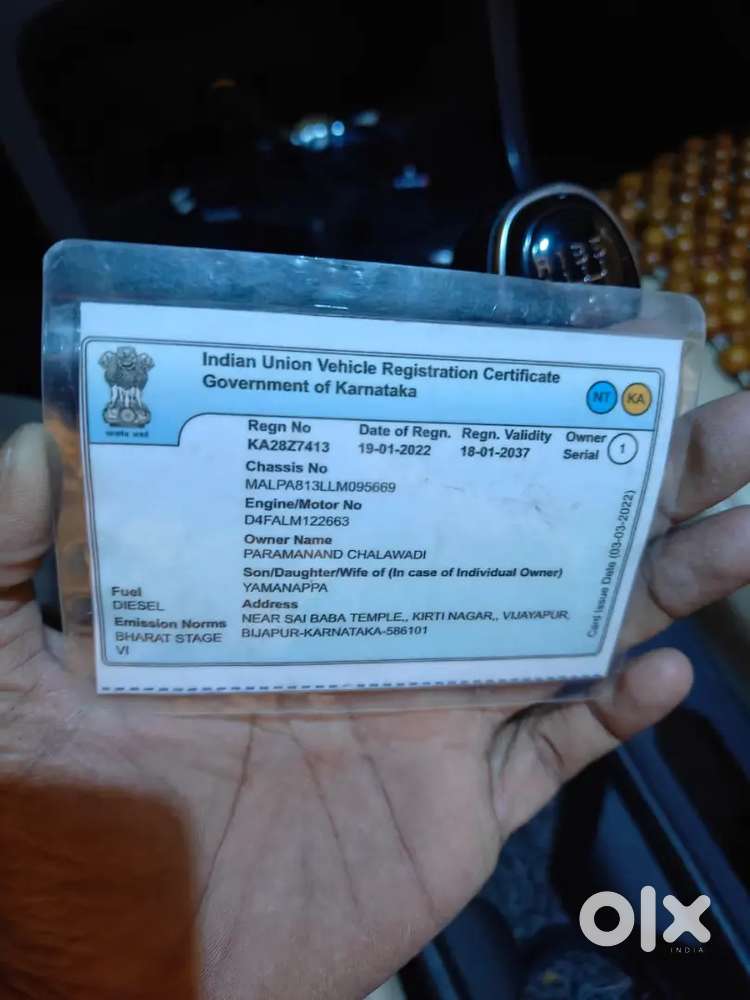 Indian Union Vehicle Registration Certificate
Government of Karnataka
NT KA
Regn No Date of Regn. Regn. Validity Owner Serial 1
KA28Z7413 19-01-2022 18-01-2037
Chassis No
MALPA813LLM095669
Engine/Motor No
D4FALM122663
Owner Name
PARAMANAND CHALAWADI
Son/Daughter/Wife of (In case of Individual Owner)
YAMANAPPA
Address
NEAR SAI BABA TEMPLE,, KIRTI NAGAR,, VIJAYAPUR,
BIJAPUR-KARNATAKA-586101
Fuel
DIESEL
Emission Norms
BHARAT STAGE
VI
Card Issue Date (03-03-2022)
olx
INDIA